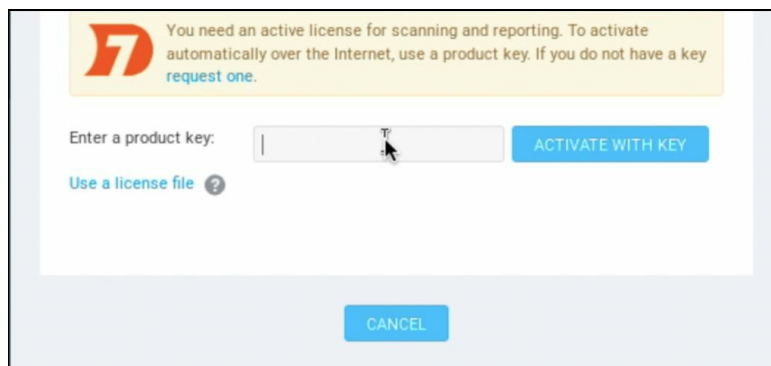 You need an active license for scanning and reporting. To activate
automatically over the Internet, use a product key. If you do not have a key
request one.
Enter a product key:
ACTIVATE WITH KEY
Use a license file ?
CANCEL